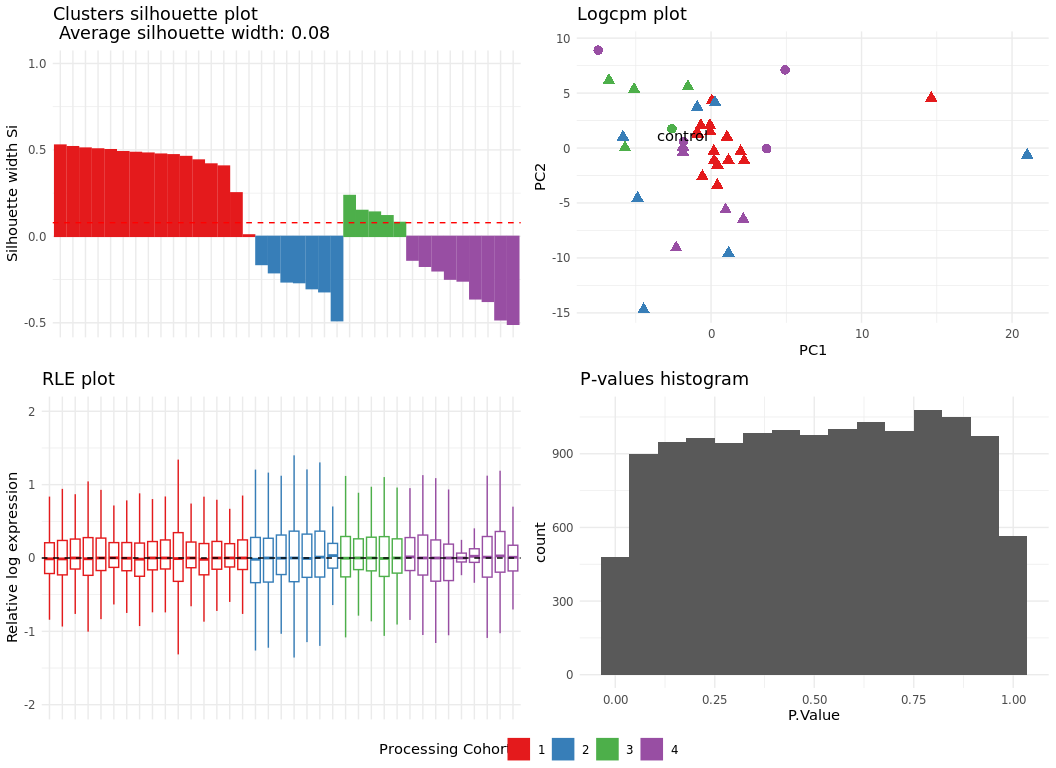 Clusters silhouette plot
Average silhouette width: 0.08
1.0
0.5
0.0
-0.5
Silhouette width Si
Logcpm plot
10
5
0
-5
-10
-15
PC2
control
0
10
20
PC1
RLE plot
2
1
0
-1
-2
Relative log expression
P-values histogram
900
600
300
0
count
0.00
0.25
0.50
0.75
1.00
P.Value
Processing Cohort
1
2
3
4